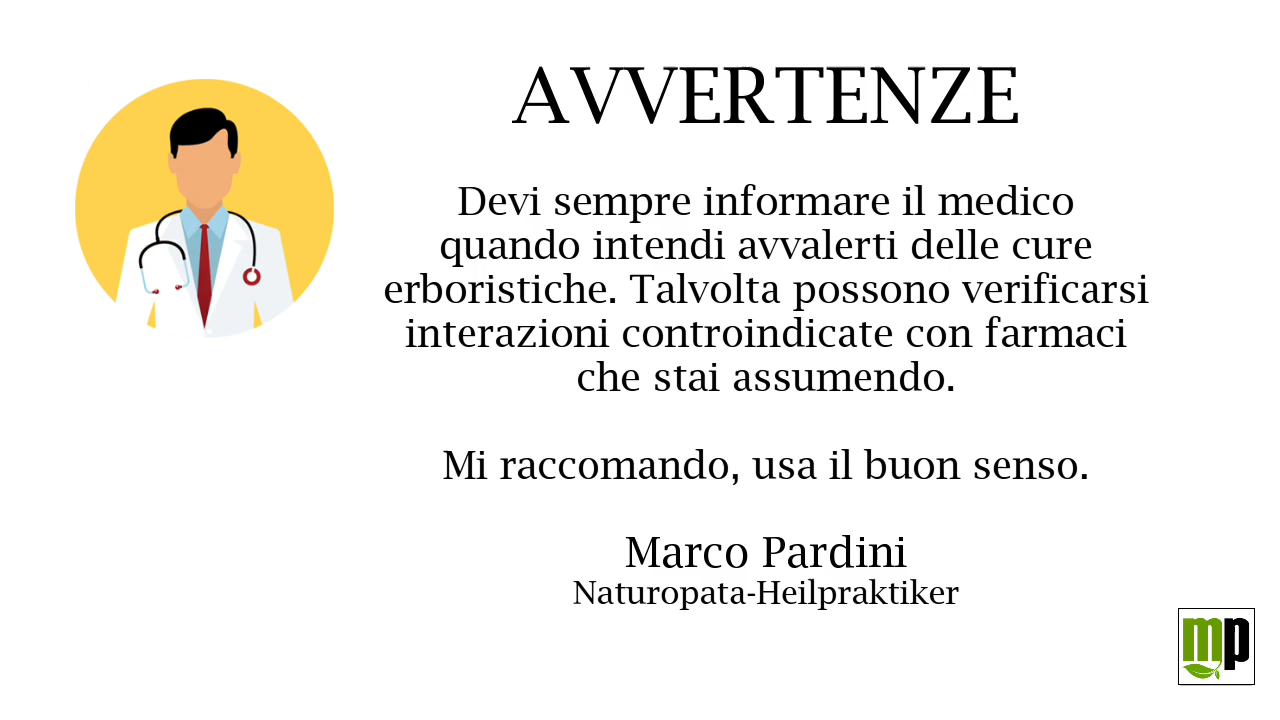 AVVERTENZE
Devi sempre informare il medico
quando intendi avvalerti delle cure
erboristiche. Talvolta possono verificarsi
interazioni controindicate con farmaci
che stai assumendo.
Mi raccomando, usa il buon senso.
Marco Pardini
Naturopata-Heilpraktiker
mp